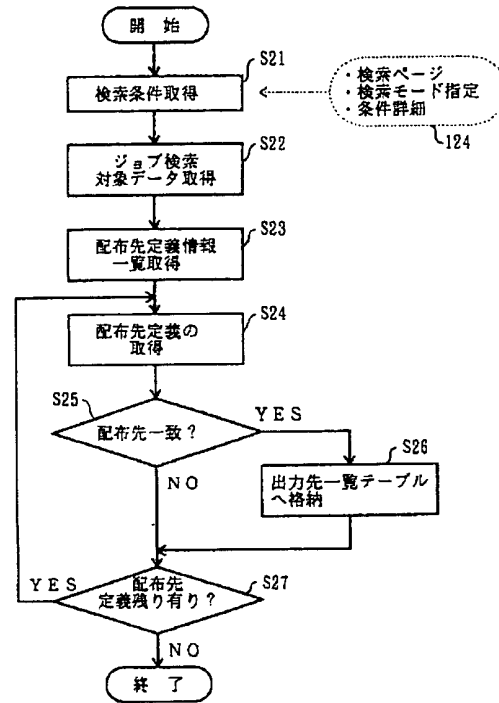 開 始
S21
検索条件取得
・検索ページ
・検索モード指定
・条件詳細
124
S22
ジョブ検索
対象データ取得
S23
配布先定義情報
一覧取得
S24
配布先定義の
取得
S25
配布先一致?
YES
S26
出力先一覧テーブル
へ格納
NO
YES
S27
配布先
定義残り有り?
NO
終 了